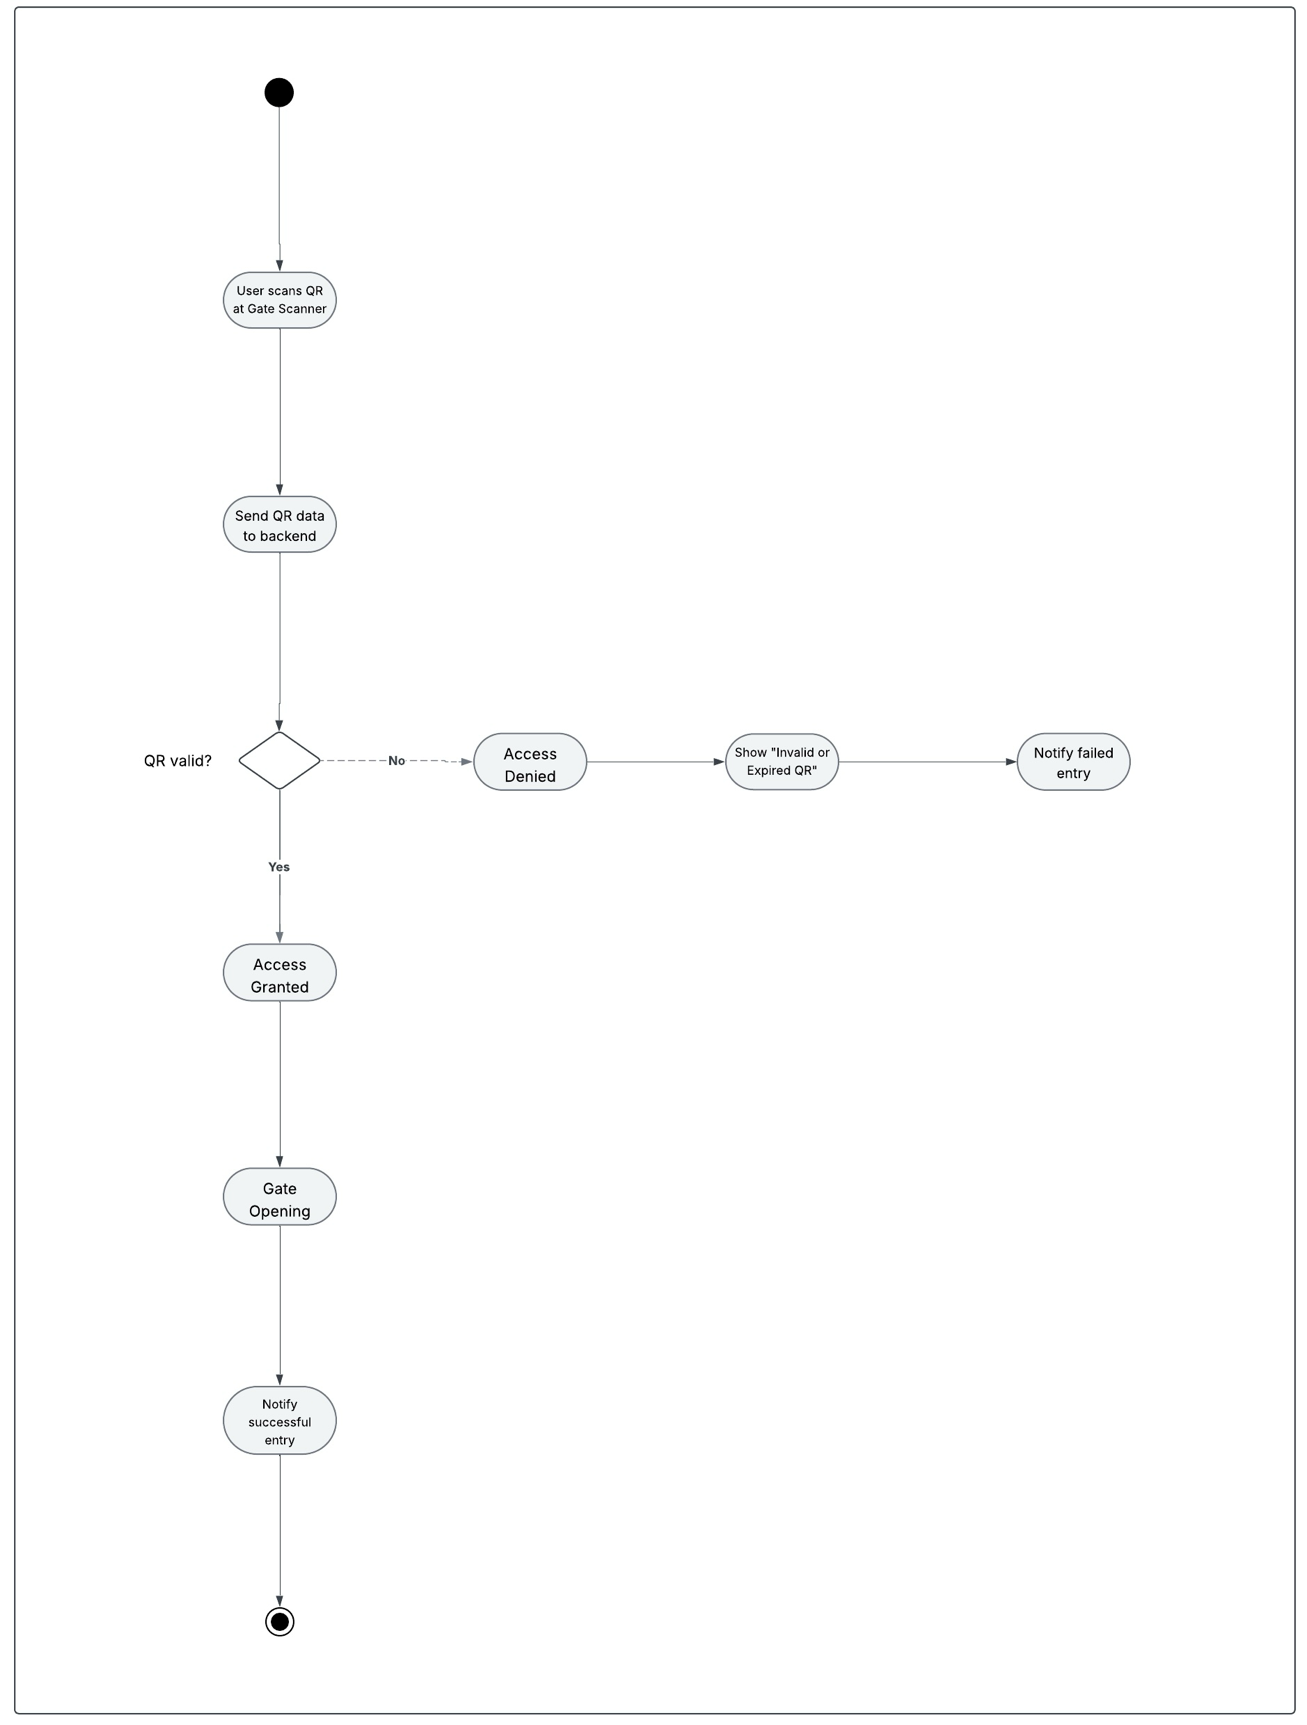 User scans QR
at Gate Scanner
Send QR data
to backend
QR valid?
No
Access
Denied
Show "Invalid or
Expired QR"
Notify failed
entry
Yes
Access
Granted
Gate
Opening
Notify
successful
entry